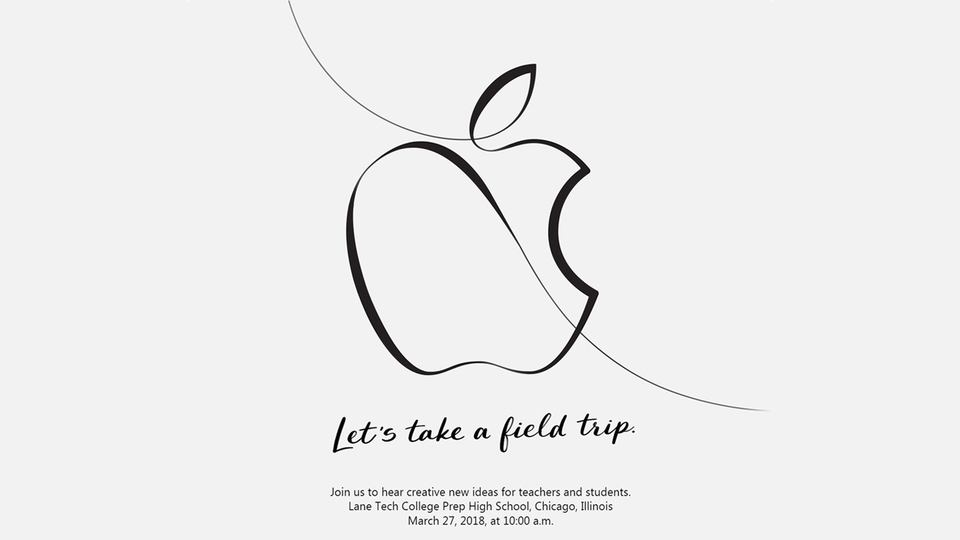 Let's take a field trip.
Join us to hear creative new ideas for teachers and students.
Lane Tech College Prep High School, Chicago, Illinois
March 27, 2018, at 10:00 a.m.